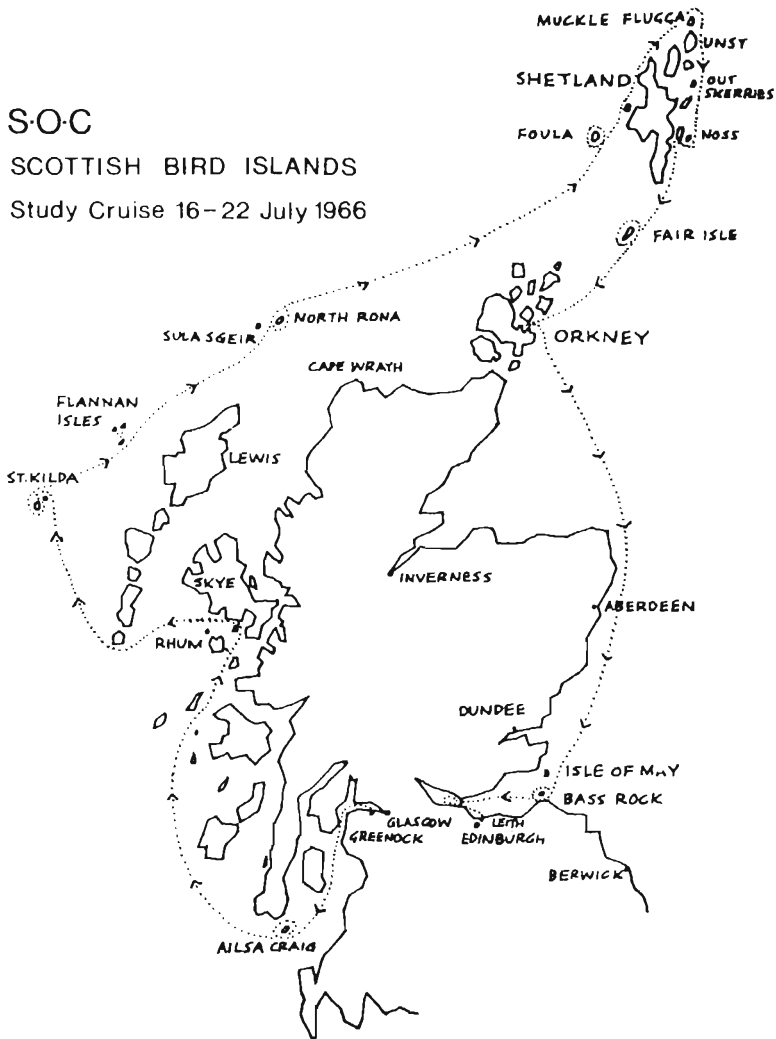 S·O·C
SCOTTISH BIRD ISLANDS
Study Cruise 16–22 July 1966
MUCKLE FLUGGA
UNST
SHETLAND
OUT
SKERRIES
FOULA
NOSS
FAIR ISLE
NORTH RONA
SULA SGEIR
ORKNEY
CAPE WRATH
FLANNAN
ISLES
LEWIS
ST. KILDA
SKYE
INVERNESS
ABERDEEN
RHUM
DUNDEE
ISLE OF MAY
BASS ROCK
GLASGOW
GREENOCK
LEITH
EDINBURGH
BERWICK
AILSA CRAIG